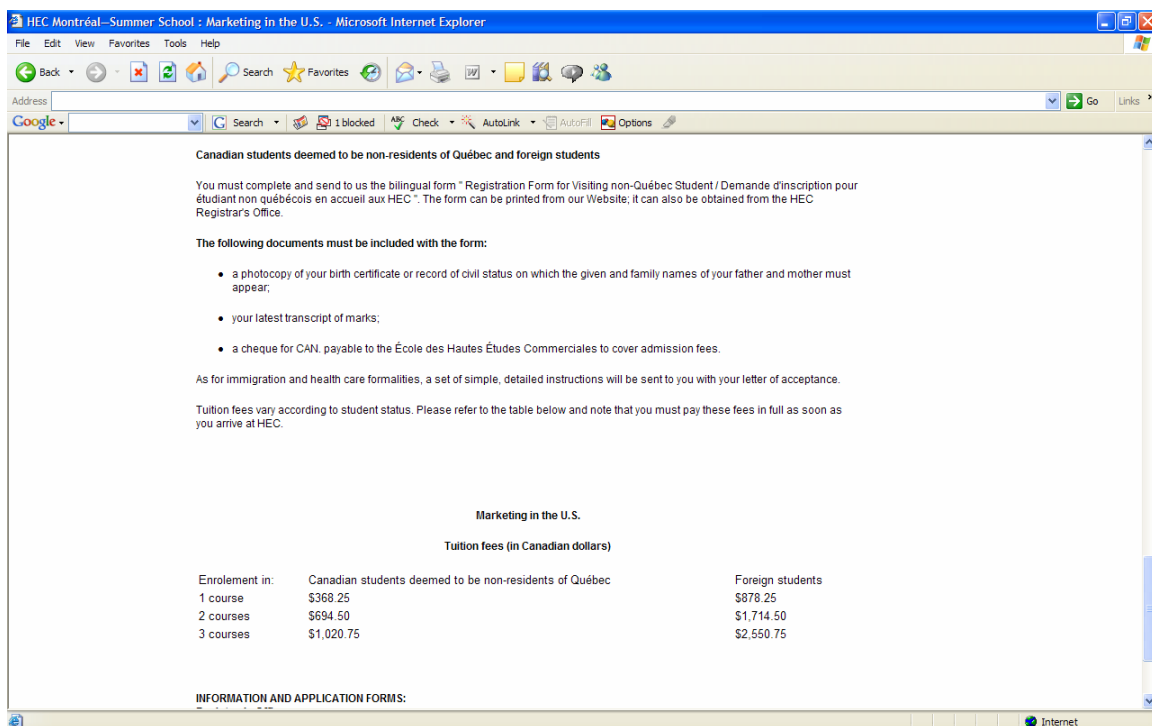 HEC Montréal—Summer School : Marketing in the U.S. - Microsoft Internet Explorer
File Edit View Favorites Tools Help
Back Search Favorites
Address Go Links »
Google Search 1 blocked ABC Check AutoLink AutoFill Options
Canadian students deemed to be non-residents of Québec and foreign students
You must complete and send to us the bilingual form " Registration Form for Visiting non-Québec Student / Demande d'inscription pour
étudiant non québécois en accueil aux HEC ". The form can be printed from our Website; it can also be obtained from the HEC
Registrar's Office.
The following documents must be included with the form:
• a photocopy of your birth certificate or record of civil status on which the given and family names of your father and mother must
appear;
• your latest transcript of marks;
• a cheque for CAN. payable to the École des Hautes Études Commerciales to cover admission fees.
As for immigration and health care formalities, a set of simple, detailed instructions will be sent to you with your letter of acceptance.
Tuition fees vary according to student status. Please refer to the table below and note that you must pay these fees in full as soon as
you arrive at HEC.
Marketing in the U.S.
Tuition fees (in Canadian dollars)
Enrolement in: Canadian students deemed to be non-residents of Québec Foreign students
1 course $368.25 $878.25
2 courses $694.50 $1,714.50
3 courses $1,020.75 $2,550.75
INFORMATION AND APPLICATION FORMS:
Internet